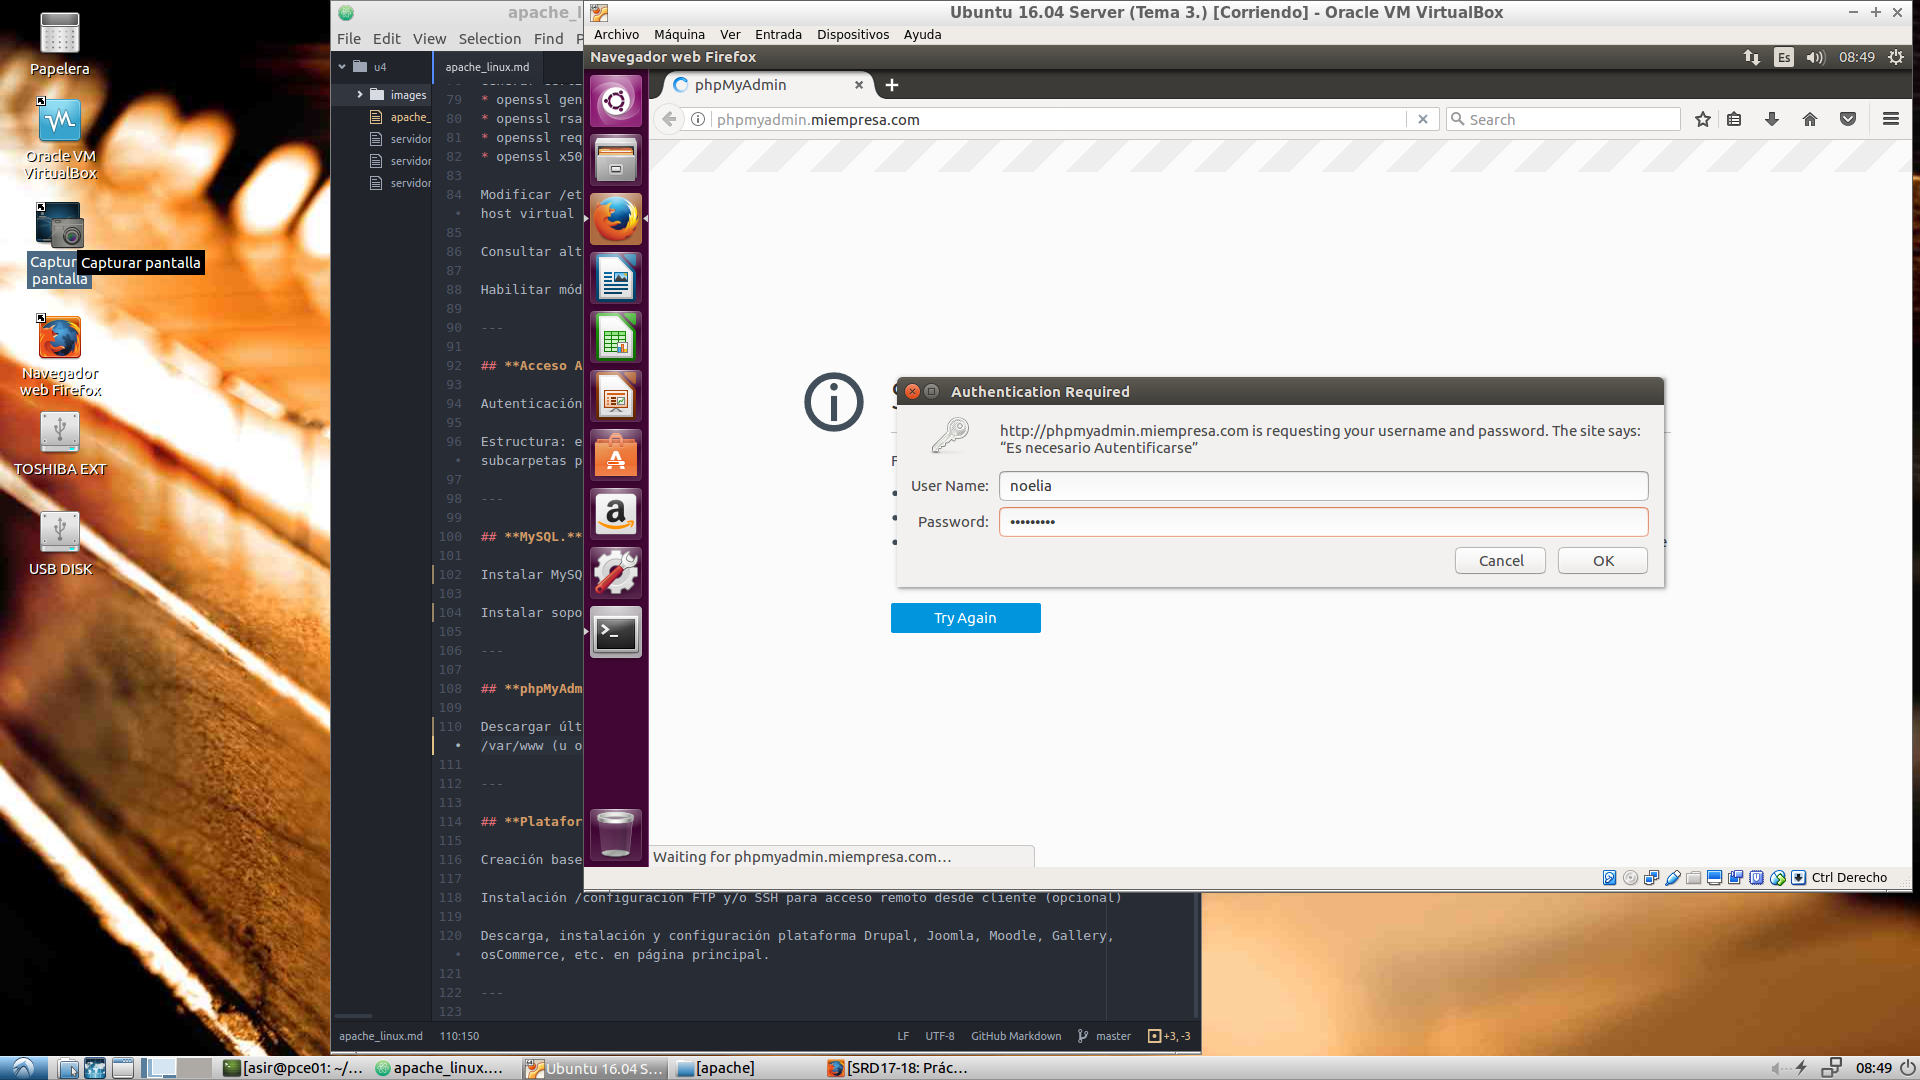 Papelera
Oracle VM
VirtualBox
Captur
pantalla
Capturar pantalla
Navegador
web Firefox
TOSHIBA EXT
USB DISK
apache_l
File Edit View Selection Find P
u4
images
apache_
servidor
servidor
servidor
apache_linux.md
79 * openssl gen
80 * openssl rsa
81 * openssl req
82 * openssl x50
83
84 Modificar /et
• host virtual
85
86 Consultar alt
87
88 Habilitar mód
89
90 ---
91
92 ## **Acceso A
93
94 Autenticación
95
96 Estructura: e
• subcarpetas p
97
98 ---
99
100 ## **MySQL.**
101
102 Instalar MySQ
103
104 Instalar sopo
105
106 ---
107
108 ## **phpMyAdm
109
110 Descargar últ
• /var/www (u o
111
112 ---
113
114 ## **Platafor
115
116 Creación base
117
118 Instalación /configuración FTP y/o SSH para acceso remoto desde cliente (opcional)
119
120 Descarga, instalación y configuración plataforma Drupal, Joomla, Moodle, Gallery,
• osCommerce, etc. en página principal.
121
122 ---
123
apache_linux.md 110:150 LF UTF-8 GitHub Markdown master +3, -3
Ubuntu 16.04 Server (Tema 3.) [Corriendo] - Oracle VM VirtualBox
Archivo Máquina Ver Entrada Dispositivos Ayuda
Navegador web Firefox Es 08:49
phpMyAdmin
phpmyadmin.miempresa.com Search
Authentication Required
http://phpmyadmin.miempresa.com is requesting your username and password. The site says:
“Es necesario Autentificarse”
User Name: noelia
Password: •••••••••
Cancel OK
Try Again
Waiting for phpmyadmin.miempresa.com…
Ctrl Derecho
[asir@pce01: ~/... apache_linux.... Ubuntu 16.04 S... [apache] [SRD17-18: Prác... 08:49